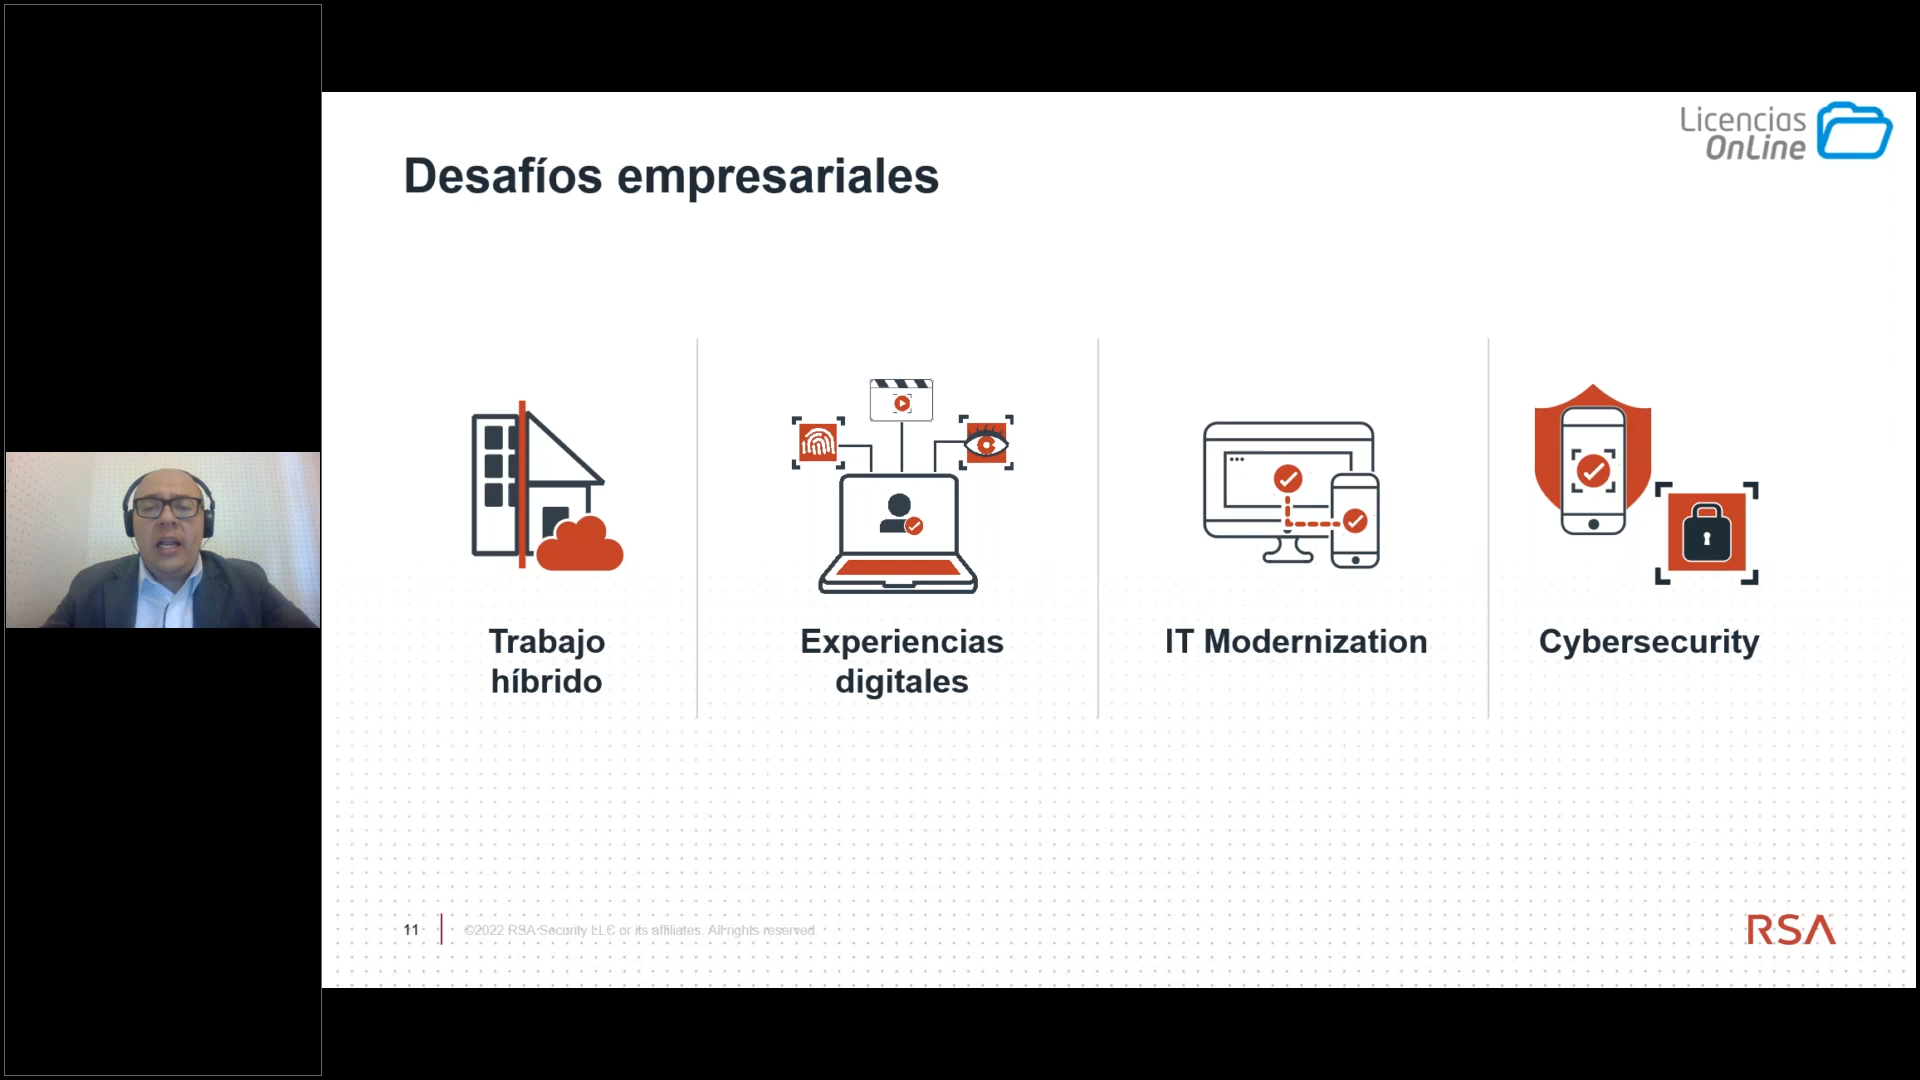 Licencias
OnLine
Desafíos empresariales
Trabajo
híbrido
Experiencias
digitales
IT Modernization
Cybersecurity
11
©2022 RSA Security LLC or its affiliates. All rights reserved.
RSA